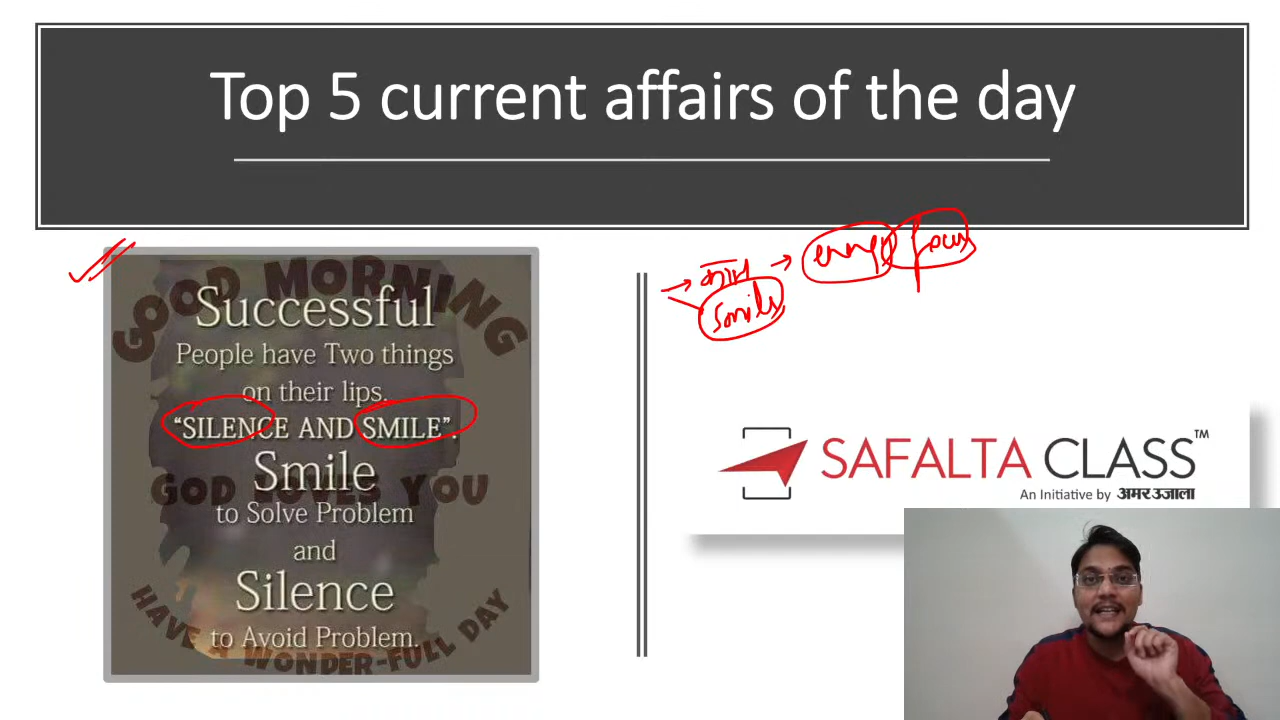 Top 5 current affairs of the day
GOOD MORNING
Successful
People have Two things
on their lips.
"SILENCE AND SMILE".
Smile
GOD LOVES YOU
to Solve Problem
and
Silence
to Avoid Problem.
HAVE A WONDER-FULL DAY
→ → focus
Smile
SAFALTA CLASS™
An Initiative by अमर उजाला